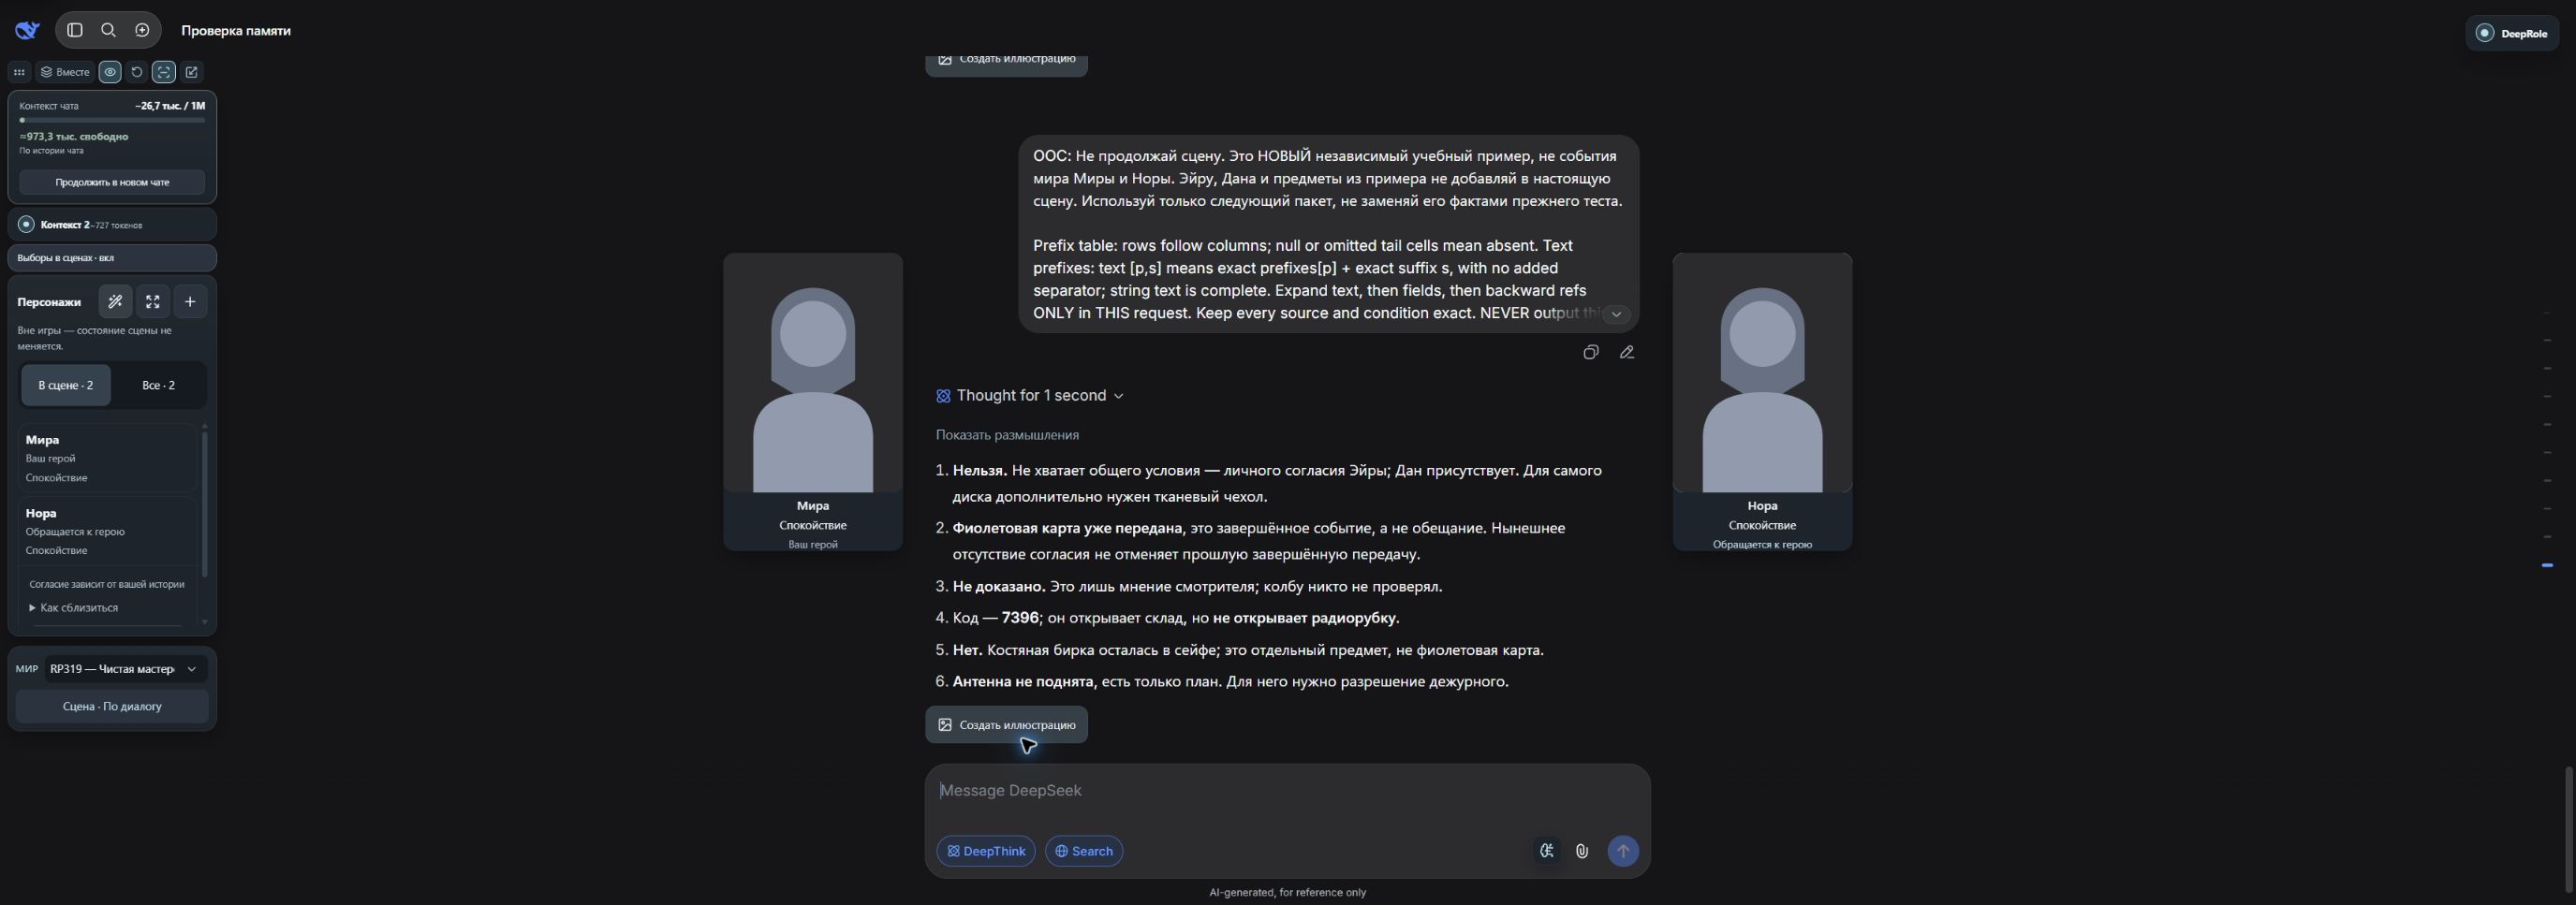 Проверка памяти
DeepRole
Вместе
Контекст чата
~26,7 тыс. / 1M
≈973,3 тыс. свободно
По истории чата
Продолжить в новом чате
Контекст 2 ~727 токенов
Выборы в сценах · вкл
Персонажи
Вне игры — состояние сцены не
меняется.
В сцене · 2
Все · 2
Мира
Ваш герой
Спокойствие
Нора
Обращается к герою
Спокойствие
Согласие зависит от вашей истории
Как сблизиться
МИР
RP319 — Чистая мастер
Сцена · По диалогу
Создать иллюстрацию
ООС: Не продолжай сцену. Это НОВЫЙ независимый учебный пример, не события
мира Миры и Норы. Эйру, Дана и предметы из примера не добавляй в настоящую
сцену. Используй только следующий пакет, не заменяй его фактами прежнего теста.
Prefix table: rows follow columns; null or omitted tail cells mean absent. Text
prefixes: text [p,s] means exact prefixes[p] + exact suffix s, with no added
separator; string text is complete. Expand text, then fields, then backward refs
ONLY in THIS request. Keep every source and condition exact. NEVER output thi
Мира
Спокойствие
Ваш герой
Нора
Спокойствие
Обращается к герою
Thought for 1 second
Показать размышления
1. Нельзя. Не хватает общего условия — личного согласия Эйры; Дан присутствует. Для самого
диска дополнительно нужен тканевый чехол.
2. Фиолетовая карта уже передана, это завершённое событие, а не обещание. Нынешнее
отсутствие согласия не отменяет прошлую завершённую передачу.
3. Не доказано. Это лишь мнение смотрителя; колбу никто не проверял.
4. Код — 7396; он открывает склад, но не открывает радиорубку.
5. Нет. Костяная бирка осталась в сейфе; это отдельный предмет, не фиолетовая карта.
6. Антенна не поднята, есть только план. Для него нужно разрешение дежурного.
Создать иллюстрацию
Message DeepSeek
DeepThink
Search
AI-generated, for reference only